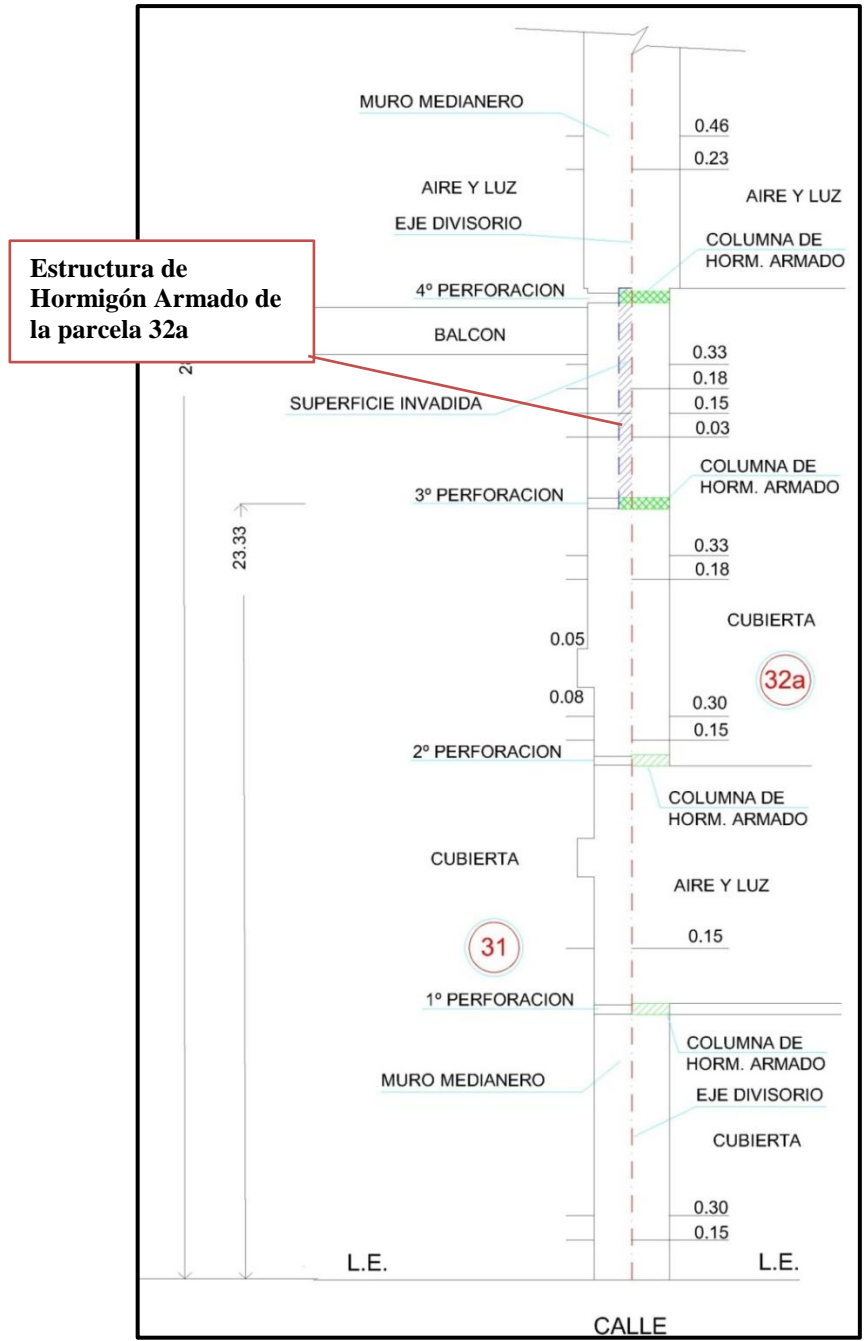 MURO MEDIANERO
0.46
0.23
AIRE Y LUZ
AIRE Y LUZ
EJE DIVISORIO
COLUMNA DE
HORM. ARMADO
Estructura de
Hormigón Armado de
la parcela 32a
4º PERFORACION
BALCON
0.33
0.18
SUPERFICIE INVADIDA
0.15
0.03
COLUMNA DE
HORM. ARMADO
3º PERFORACION
23.33
0.33
0.18
CUBIERTA
0.05
32a
0.08
0.30
0.15
2º PERFORACION
COLUMNA DE
HORM. ARMADO
CUBIERTA
AIRE Y LUZ
31
0.15
1º PERFORACION
COLUMNA DE
HORM. ARMADO
MURO MEDIANERO
EJE DIVISORIO
CUBIERTA
0.30
0.15
L.E.
L.E.
CALLE